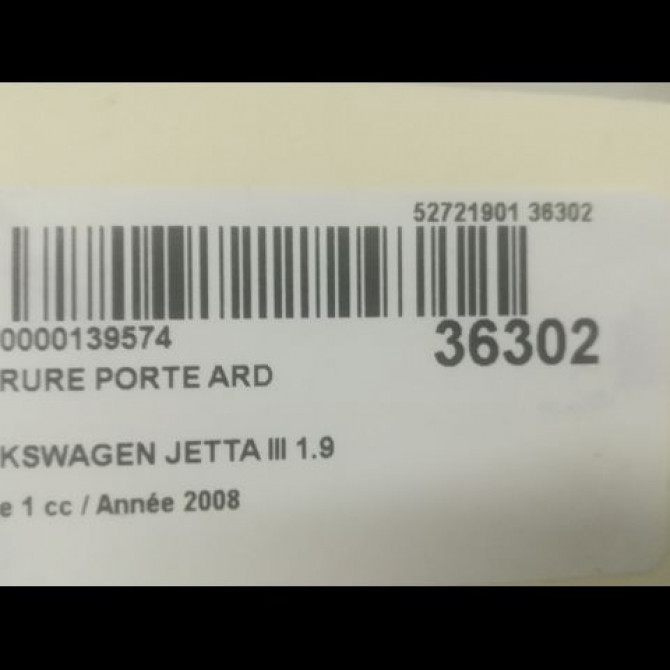 52721901 36302
0000139574
36302
RURE PORTE ARD
KSWAGEN JETTA III 1.9
e 1 cc / Année 2008